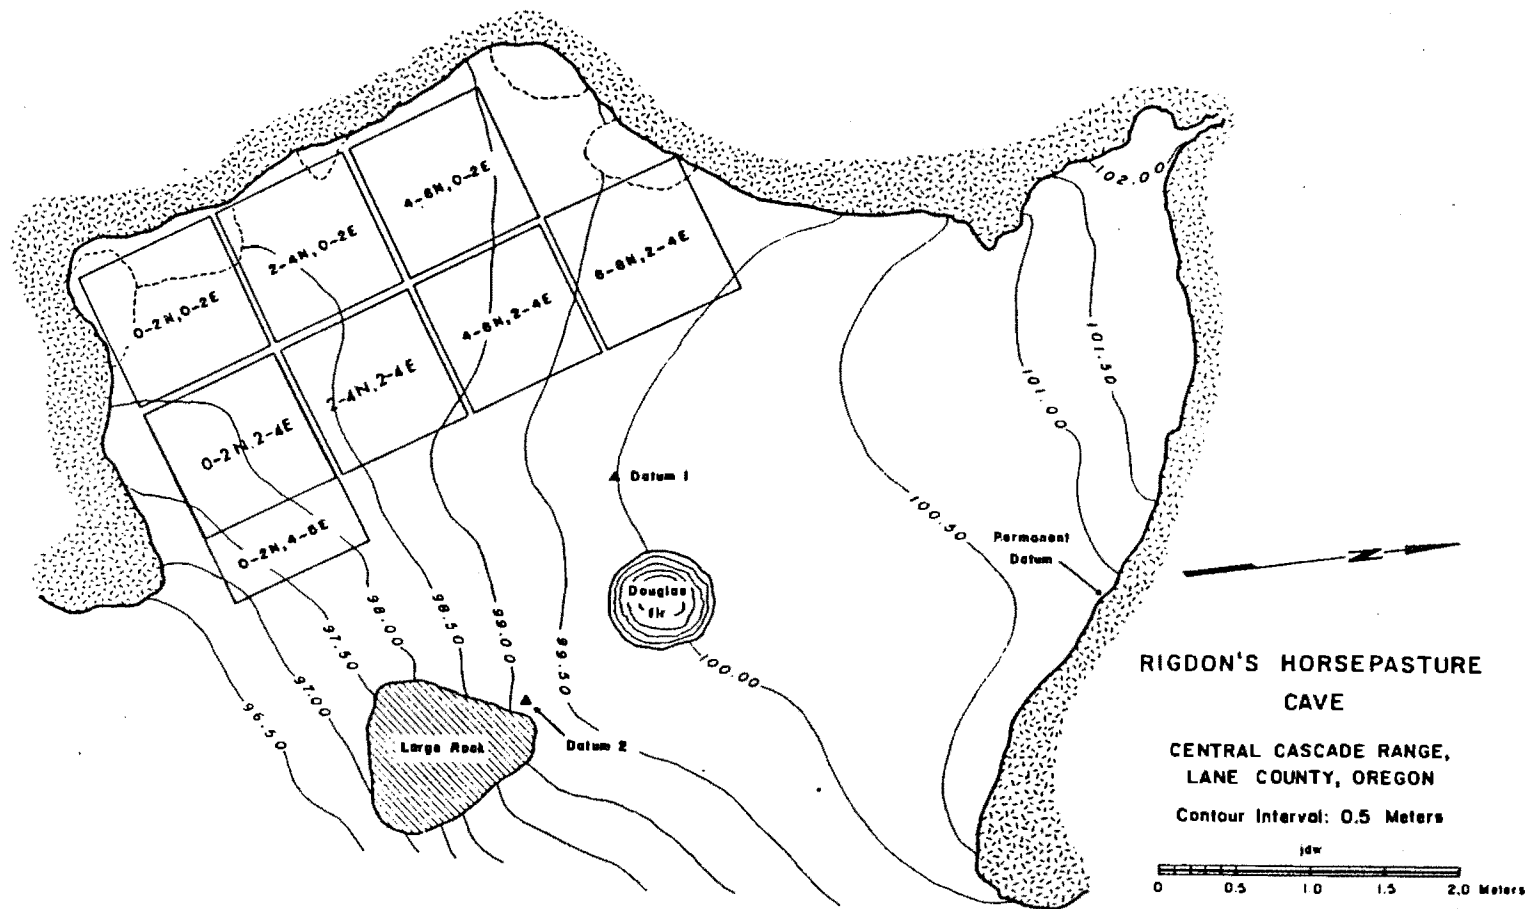 102.00
4-6N, 0-2E
2-4N, 0-2E
6-8N, 2-4E
0-2N, 0-2E
4-6N, 2-4E
2-4N, 2-4E
101.50
101.00
0-2N, 2-4E
Datum 1
100.50
0-2N, 4-5E
Permanent
Datum
N
Douglas
fir
98.00
98.50
99.00
97.50
99.50
100.00
97.00
96.50
Large Rock
Datum 2
RIGDON'S HORSEPASTURE
CAVE
CENTRAL CASCADE RANGE,
LANE COUNTY, OREGON
Contour Interval: 0.5 Meters
jdw
0 0.5 1.0 1.5 2.0 Meters